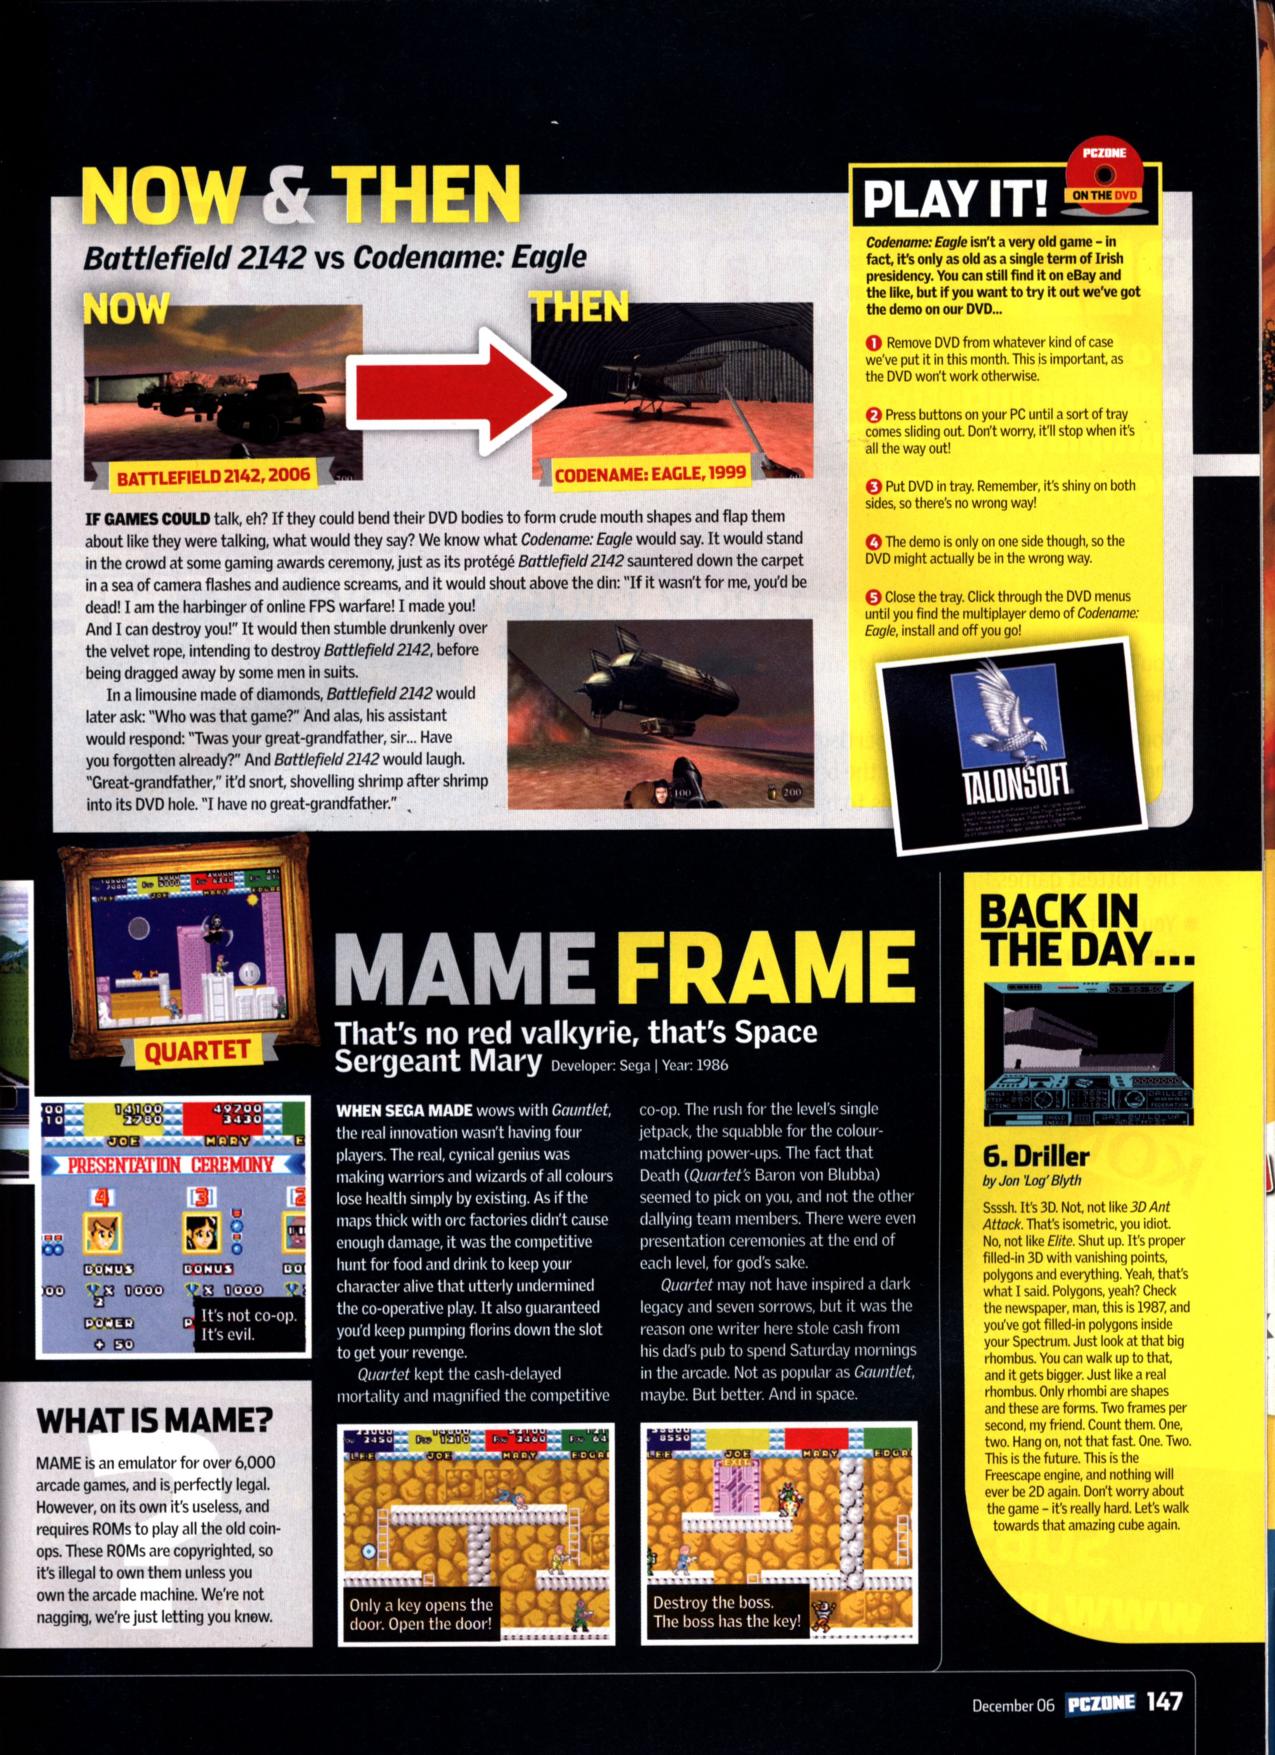 NOW & THEN
Battlefield 2142 vs Codename: Eagle
NOW
THEN
BATTLEFIELD 2142, 2006
CODENAME: EAGLE, 1999
IF GAMES COULD talk, eh? If they could bend their DVD bodies to form crude mouth shapes and flap them
about like they were talking, what would they say? We know what Codename: Eagle would say. It would stand
in the crowd at some gaming awards ceremony, just as its protégé Battlefield 2142 sauntered down the carpet
in a sea of camera flashes and audience screams, and it would shout above the din: "If it wasn't for me, you'd be
dead! I am the harbinger of online FPS warfare! I made you!
And I can destroy you!" It would then stumble drunkenly over
the velvet rope, intending to destroy Battlefield 2142, before
being dragged away by some men in suits.
In a limousine made of diamonds, Battlefield 2142 would
later ask: "Who was that game?" And alas, his assistant
would respond: "Twas your great-grandfather, sir... Have
you forgotten already?" And Battlefield 2142 would laugh.
"Great-grandfather," it'd snort, shovelling shrimp after shrimp
into its DVD hole. "I have no great-grandfather."
100
200
PLAY IT!
PCZONE
ON THE DVD
Codename: Eagle isn't a very old game – in
fact, it's only as old as a single term of Irish
presidency. You can still find it on eBay and
the like, but if you want to try it out we've got
the demo on our DVD...
1 Remove DVD from whatever kind of case
we've put it in this month. This is important, as
the DVD won't work otherwise.
2 Press buttons on your PC until a sort of tray
comes sliding out. Don't worry, it'll stop when it's
all the way out!
3 Put DVD in tray. Remember, it's shiny on both
sides, so there's no wrong way!
4 The demo is only on one side though, so the
DVD might actually be in the wrong way.
5 Close the tray. Click through the DVD menus
until you find the multiplayer demo of Codename:
Eagle, install and off you go!
TALONSOFT
QUARTET
MAME FRAME
That's no red valkyrie, that's Space
Sergeant Mary Developer: Sega | Year: 1986
WHEN SEGA MADE wows with Gauntlet,
the real innovation wasn't having four
players. The real, cynical genius was
making warriors and wizards of all colours
lose health simply by existing. As if the
maps thick with orc factories didn't cause
enough damage, it was the competitive
hunt for food and drink to keep your
character alive that utterly undermined
the co-operative play. It also guaranteed
you'd keep pumping florins down the slot
to get your revenge.
Quartet kept the cash-delayed
mortality and magnified the competitive
co-op. The rush for the level's single
jetpack, the squabble for the colour-
matching power-ups. The fact that
Death (Quartet's Baron von Blubba)
seemed to pick on you, and not the other
dallying team members. There were even
presentation ceremonies at the end of
each level, for god's sake.
Quartet may not have inspired a dark
legacy and seven sorrows, but it was the
reason one writer here stole cash from
his dad's pub to spend Saturday mornings
in the arcade. Not as popular as Gauntlet,
maybe. But better. And in space.
14100
2780
49200
3430
JOE
MARY
PRESENTATION CEREMONY
4
3
BONUS
BONUS
X 1000
X 1000
2
POWER
+ 50
It's not co-op.
It's evil.
WHAT IS MAME?
MAME is an emulator for over 6,000
arcade games, and is perfectly legal.
However, on its own it's useless, and
requires ROMs to play all the old coin-
ops. These ROMs are copyrighted, so
it's illegal to own them unless you
own the arcade machine. We're not
nagging, we're just letting you know.
LEE JOE MARY EDGAR
Only a key opens the
door. Open the door!
LEE JOE MARY EDGAR
EXIT
Destroy the boss.
The boss has the key!
BACK IN
THE DAY...
DRILLER
6. Driller
by Jon 'Log' Blyth
Ssssh. It's 3D. Not, not like 3D Ant
Attack. That's isometric, you idiot.
No, not like Elite. Shut up. It's proper
filled-in 3D with vanishing points,
polygons and everything. Yeah, that's
what I said. Polygons, yeah? Check
the newspaper, man, this is 1987, and
you've got filled-in polygons inside
your Spectrum. Just look at that big
rhombus. You can walk up to that,
and it gets bigger. Just like a real
rhombus. Only rhombi are shapes
and these are forms. Two frames per
second, my friend. Count them. One,
two. Hang on, not that fast. One. Two.
This is the future. This is the
Freescape engine, and nothing will
ever be 2D again. Don't worry about
the game – it's really hard. Let's walk
towards that amazing cube again.
December 06 PCZONE 147